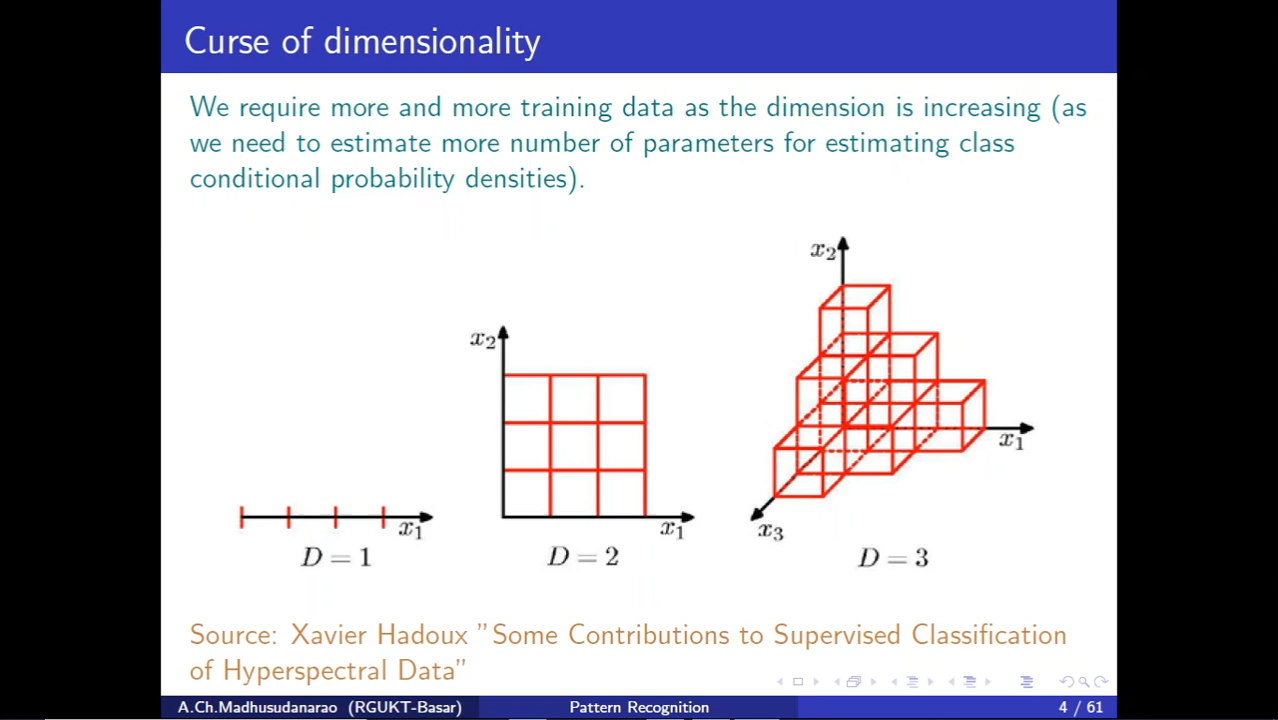 Curse of dimensionality
We require more and more training data as the dimension is increasing (as
we need to estimate more number of parameters for estimating class
conditional probability densities).
x₁
D = 1
x₂
x₁
D = 2
x₂
x₁
x₃
D = 3
Source: Xavier Hadoux ”Some Contributions to Supervised Classification
of Hyperspectral Data”
A.Ch.Madhusudanarao (RGUKT-Basar) Pattern Recognition 4 / 61